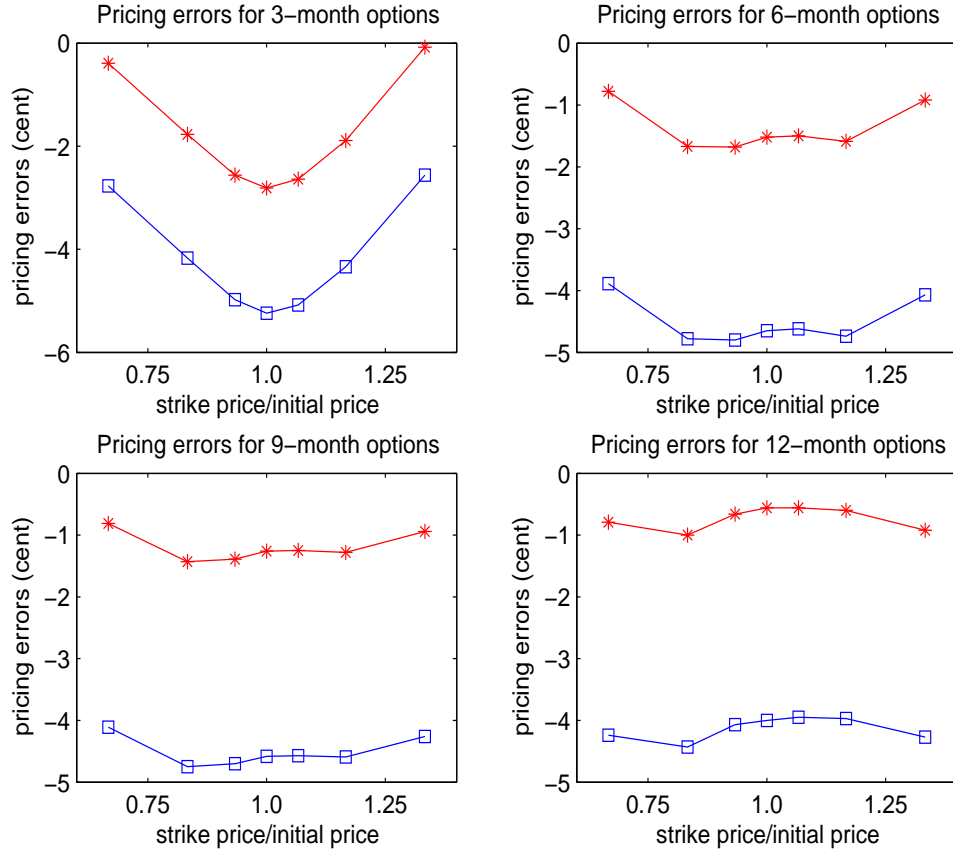 Pricing errors for 3−month options
0
−2
−4
−6
pricing errors (cent)
0.75 1.0 1.25
strike price/initial price
Pricing errors for 6−month options
0
−1
−2
−3
−4
−5
pricing errors (cent)
0.75 1.0 1.25
strike price/initial price
Pricing errors for 9−month options
0
−1
−2
−3
−4
−5
pricing errors (cent)
0.75 1.0 1.25
strike price/initial price
Pricing errors for 12−month options
0
−1
−2
−3
−4
−5
pricing errors (cent)
0.75 1.0 1.25
strike price/initial price